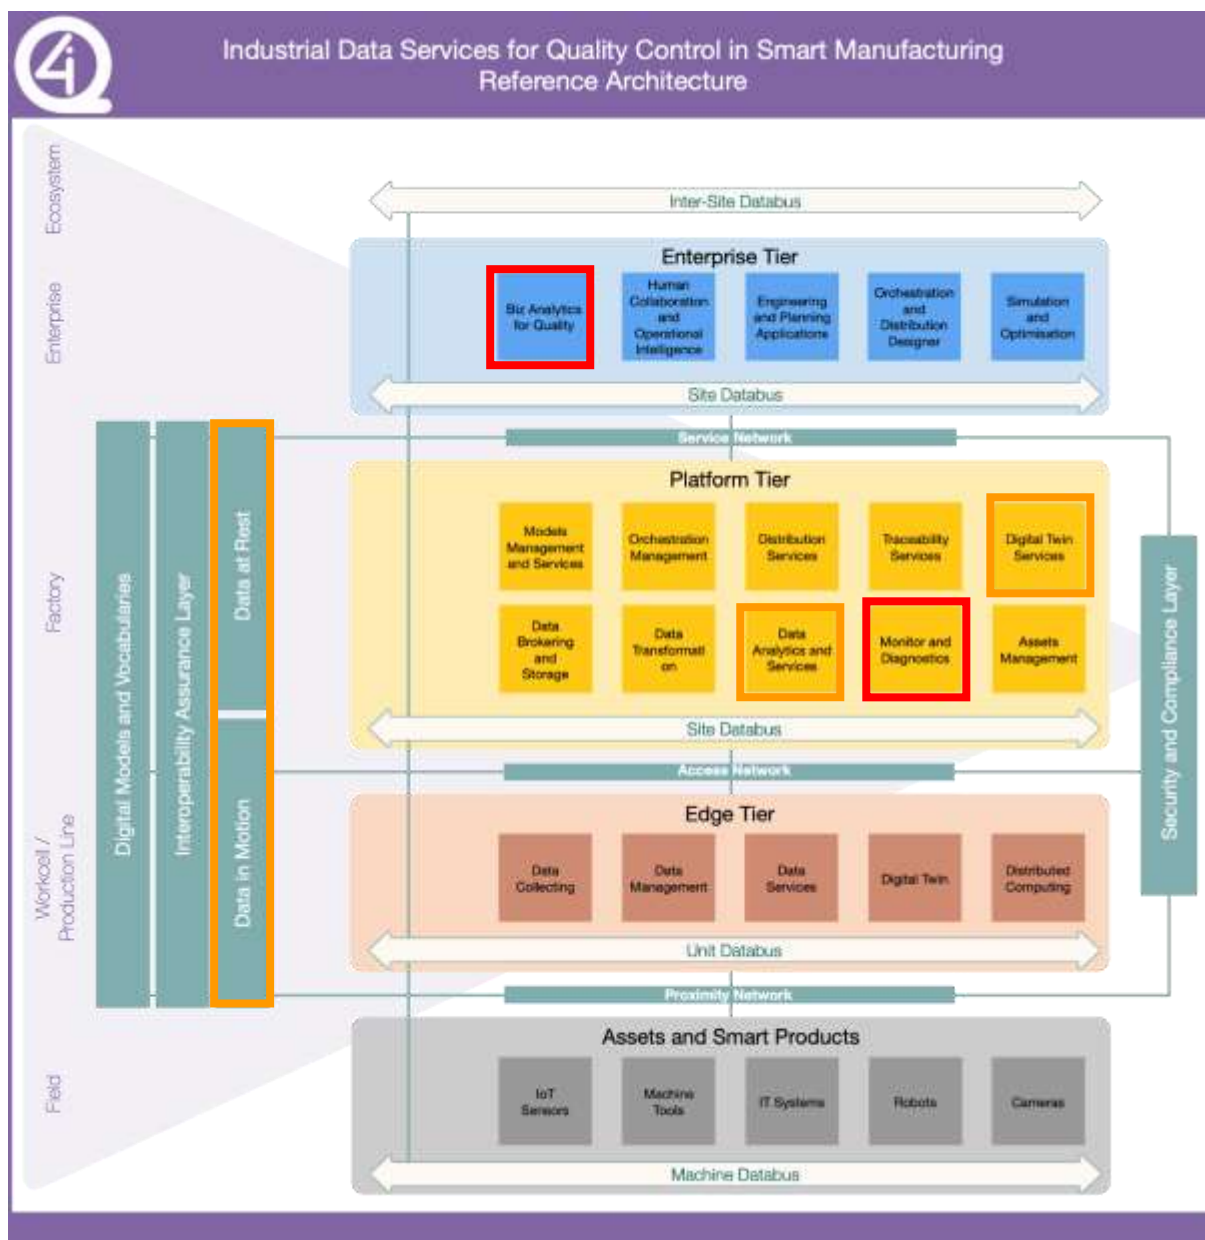 4i
Industrial Data Services for Quality Control in Smart Manufacturing
Reference Architecture
Ecosystem
Enterprise
Factory
Workcell /
Production Line
Field
Inter-Site Databus
Enterprise Tier
Biz Analytics
for Quality
Human
Collaboration
and
Operational
Intelligence
Engineering
and Planning
Applications
Orchestration
and
Distribution
Designer
Simulation
and
Optimisation
Site Databus
Service Network
Digital Models and Vocabularies
Interoperability Assurance Layer
Data at Rest
Data in Motion
Platform Tier
Models
Management
and Services
Orchestration
Management
Distribution
Services
Traceability
Services
Digital Twin
Services
Data
Brokering
and
Storage
Data
Transformati
on
Data
Analytics and
Services
Monitor and
Diagnostics
Assets
Management
Site Databus
Access Network
Security and Compliance Layer
Edge Tier
Data
Collecting
Data
Management
Data
Services
Digital Twin
Distributed
Computing
Unit Databus
Proximity Network
Assets and Smart Products
IoT
Sensors
Machine
Tools
IT Systems
Robots
Cameras
Machine Databus